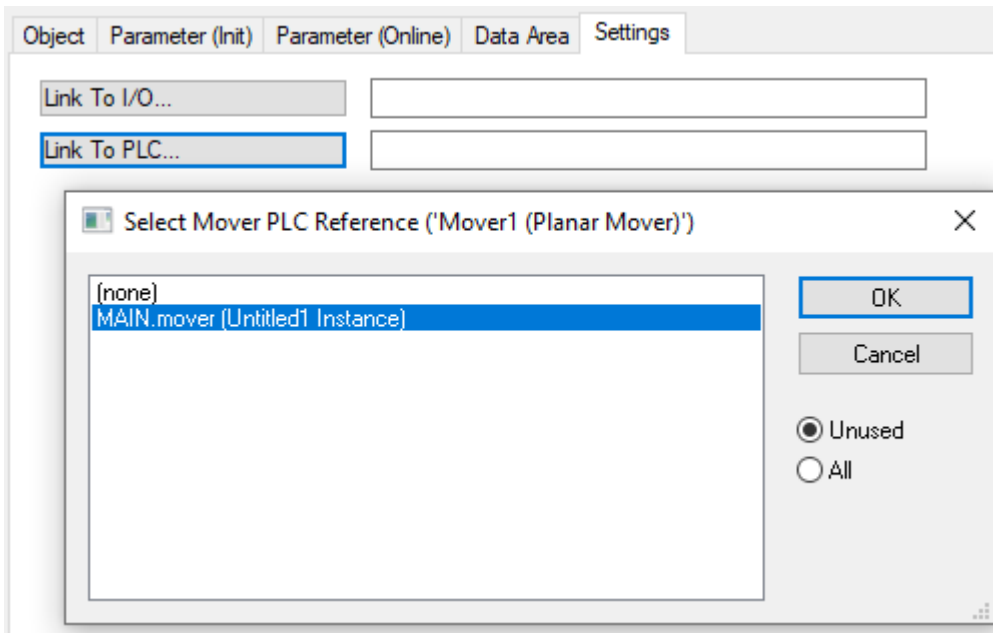 Object Parameter (Init) Parameter (Online) Data Area Settings
Link To I/O...
Link To PLC...
Select Mover PLC Reference ('Mover1 (Planar Mover)')
(none)
MAIN.mover (Untitled1 Instance)
OK
Cancel
Unused
All